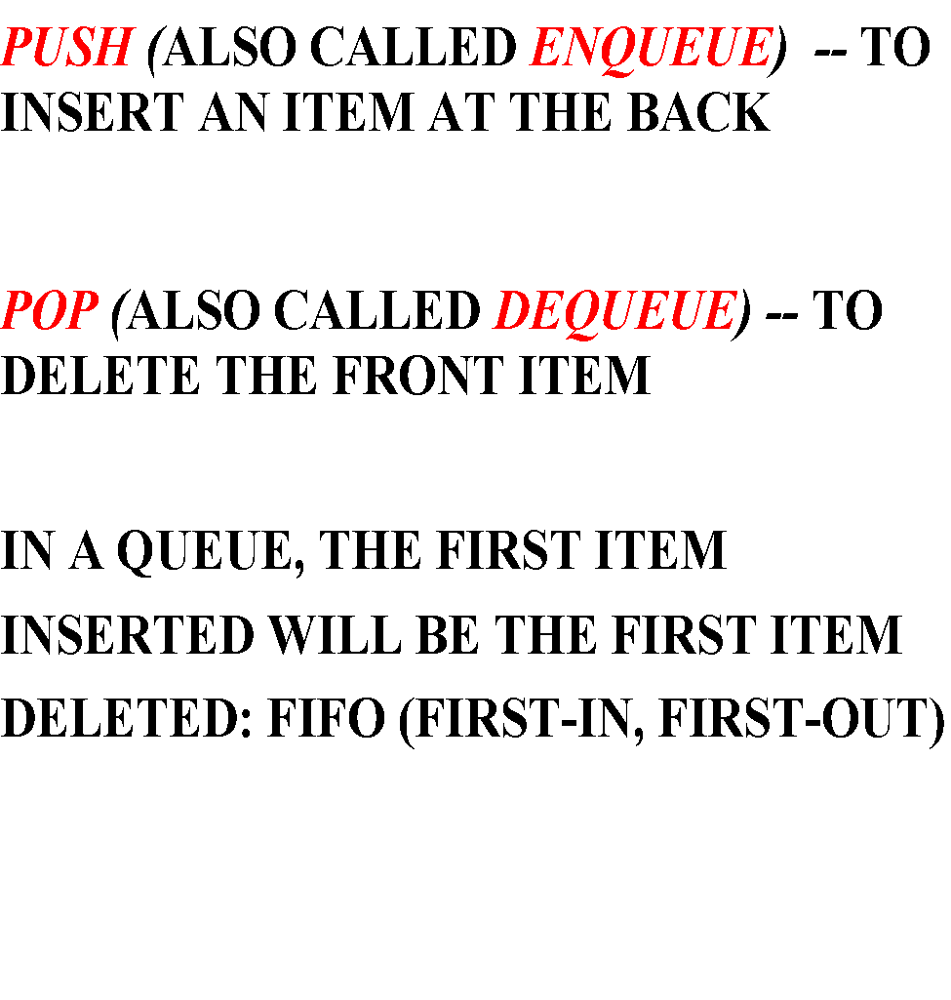 PUSH (ALSO CALLED ENQUEUE)  -- TO
INSERT AN ITEM AT THE BACK
POP (ALSO CALLED DEQUEUE) -- TO
DELETE THE FRONT ITEM
IN A QUEUE, THE FIRST ITEM
INSERTED WILL BE THE FIRST ITEM
DELETED: FIFO (FIRST-IN, FIRST-OUT)